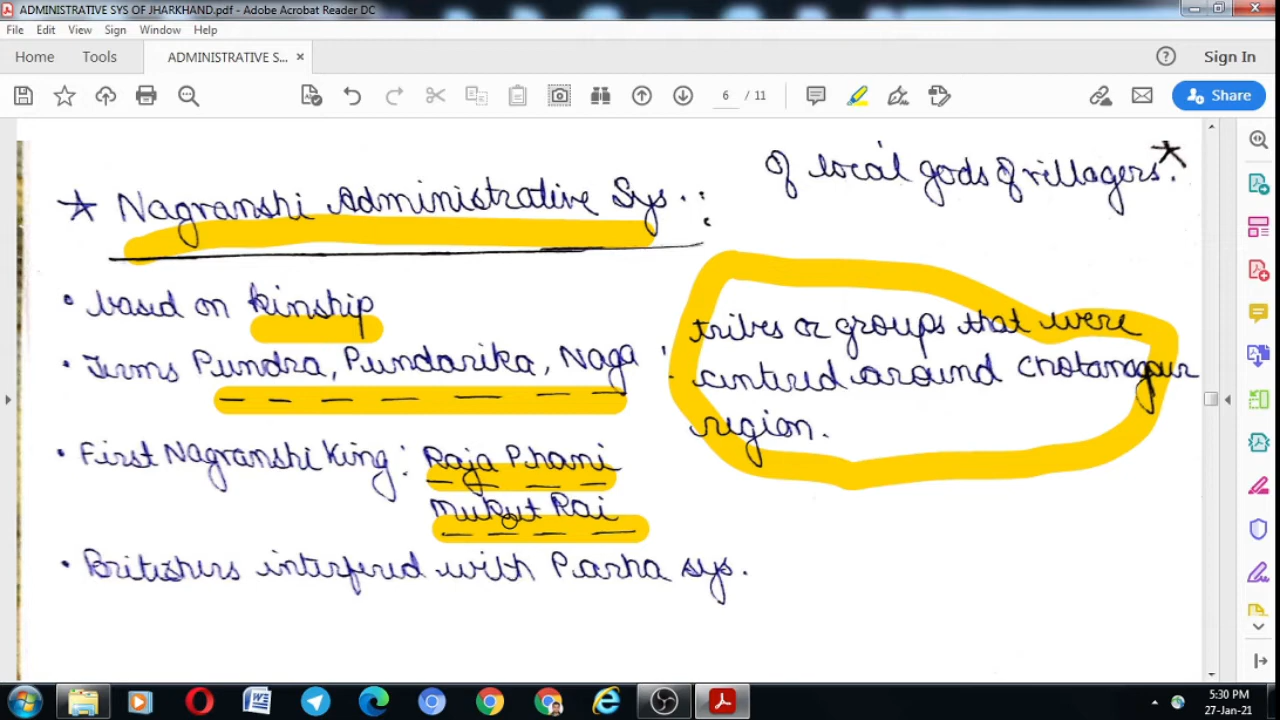 ADMINISTRATIVE SYS OF JHARKHAND.pdf - Adobe Acrobat Reader DC
File Edit View Sign Window Help
Home Tools ADMINISTRATIVE S... × Sign In
6 / 11 Share
of local gods of villagers.
Nagvanshi Administrative Sys. :
• based on kinship
• Terms Pundra, Pundarika, Naga :
tribes or groups that were
centered around Chotanagpur
region.
• First Nagvanshi King : Raja Phani
Mukut Rai
• Britishers interfered with Parha sys.
5:30 PM
27-Jan-21